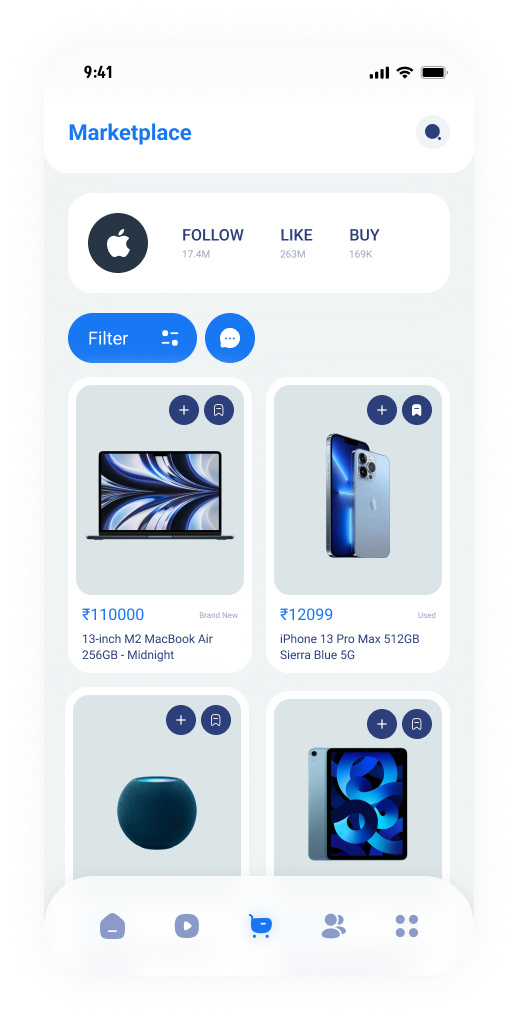 9:41
Marketplace
FOLLOW LIKE BUY
17.4M 263M 169K
Filter
₹110000 Brand New
13-inch M2 MacBook Air
256GB - Midnight
₹12099 Used
iPhone 13 Pro Max 512GB
Sierra Blue 5G